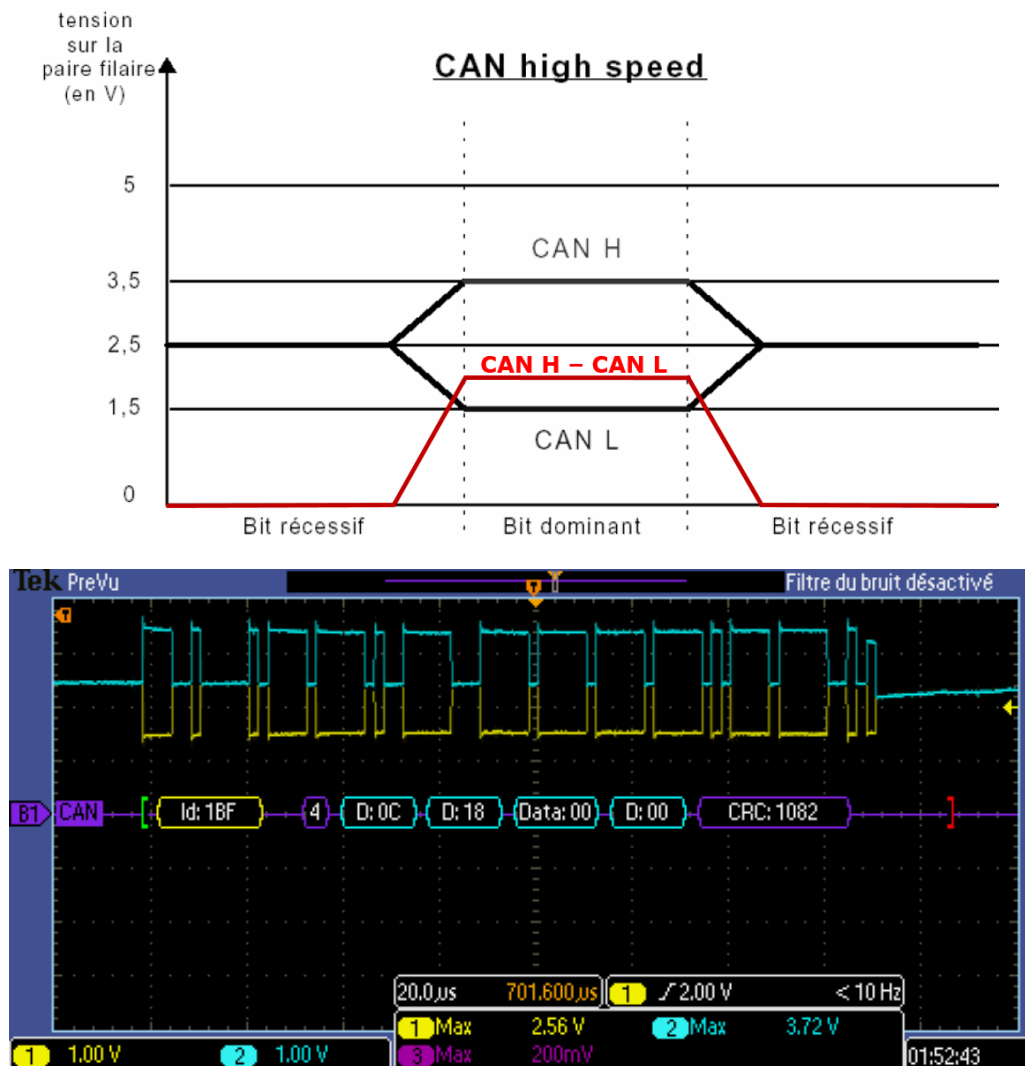 tension
sur la
paire filaire
(en V)
CAN high speed
5
CAN H
3,5
2,5
CAN H – CAN L
1,5
CAN L
0
Bit récessif
Bit dominant
Bit récessif
Tek PreVu
Filtre du bruit désactivé
T
T
B1 CAN
Id: 1BF
4
D: 0C
D: 18
Data: 00
D: 00
CRC: 1082
20.0µs 701.600µs
1 2.00 V < 10 Hz
1 Max 2.56 V 2 Max 3.72 V
3 Max 200mV
1 1.00 V 2 1.00 V
01:52:43